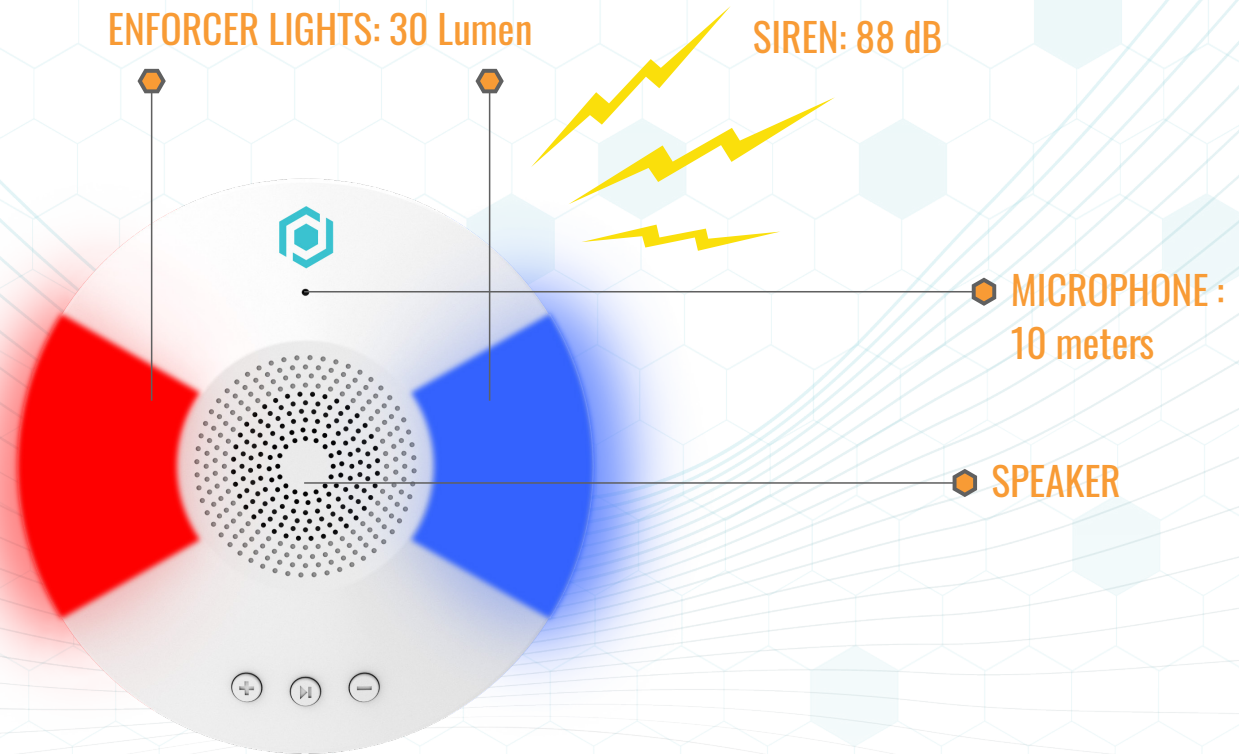 ENFORCER LIGHTS: 30 Lumen
SIREN: 88 dB
MICROPHONE :
10 meters
SPEAKER